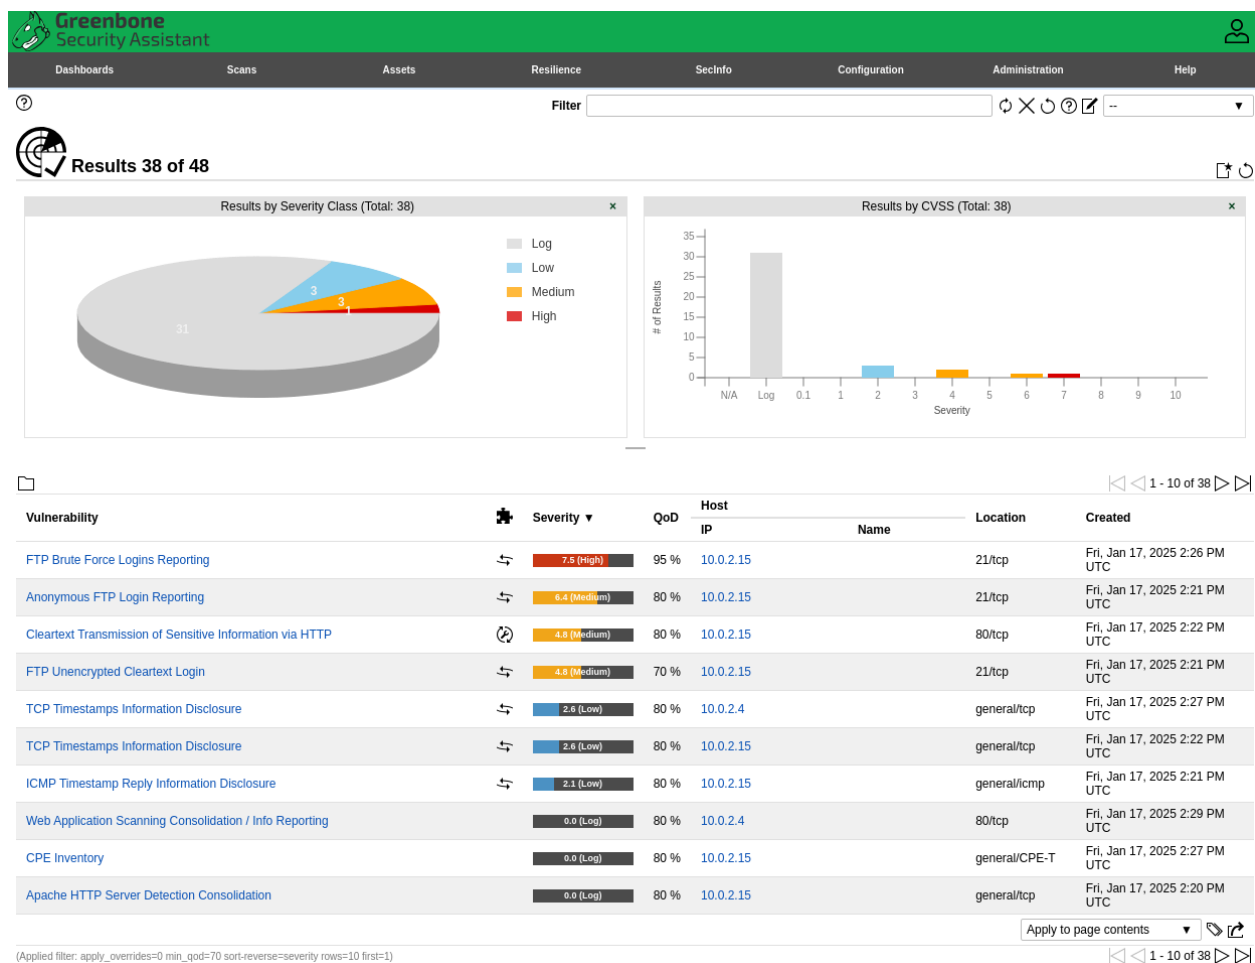 Greenbone
Security Assistant
Dashboards Scans Assets Resilience SecInfo Configuration Administration Help
Filter --
Results 38 of 48
Results by Severity Class (Total: 38) ×
31
3
3
1
Log
Low
Medium
High
Results by CVSS (Total: 38) ×
# of Results
35
30
25
20
15
10
5
0
N/A Log 0.1 1 2 3 4 5 6 7 8 9 10
Severity
1 - 10 of 38
Vulnerability Severity ▼ QoD Host Location Created
IP Name
FTP Brute Force Logins Reporting 7.5 (High) 95 % 10.0.2.15 21/tcp Fri, Jan 17, 2025 2:26 PM
UTC
Anonymous FTP Login Reporting 6.4 (Medium) 80 % 10.0.2.15 21/tcp Fri, Jan 17, 2025 2:21 PM
UTC
Cleartext Transmission of Sensitive Information via HTTP 4.8 (Medium) 80 % 10.0.2.15 80/tcp Fri, Jan 17, 2025 2:22 PM
UTC
FTP Unencrypted Cleartext Login 4.8 (Medium) 70 % 10.0.2.15 21/tcp Fri, Jan 17, 2025 2:21 PM
UTC
TCP Timestamps Information Disclosure 2.6 (Low) 80 % 10.0.2.4 general/tcp Fri, Jan 17, 2025 2:27 PM
UTC
TCP Timestamps Information Disclosure 2.6 (Low) 80 % 10.0.2.15 general/tcp Fri, Jan 17, 2025 2:22 PM
UTC
ICMP Timestamp Reply Information Disclosure 2.1 (Low) 80 % 10.0.2.15 general/icmp Fri, Jan 17, 2025 2:21 PM
UTC
Web Application Scanning Consolidation / Info Reporting 0.0 (Log) 80 % 10.0.2.4 80/tcp Fri, Jan 17, 2025 2:29 PM
UTC
CPE Inventory 0.0 (Log) 80 % 10.0.2.15 general/CPE-T Fri, Jan 17, 2025 2:27 PM
UTC
Apache HTTP Server Detection Consolidation 0.0 (Log) 80 % 10.0.2.15 general/tcp Fri, Jan 17, 2025 2:20 PM
UTC
Apply to page contents ▼
(Applied filter: apply_overrides=0 min_qod=70 sort-reverse=severity rows=10 first=1) 1 - 10 of 38